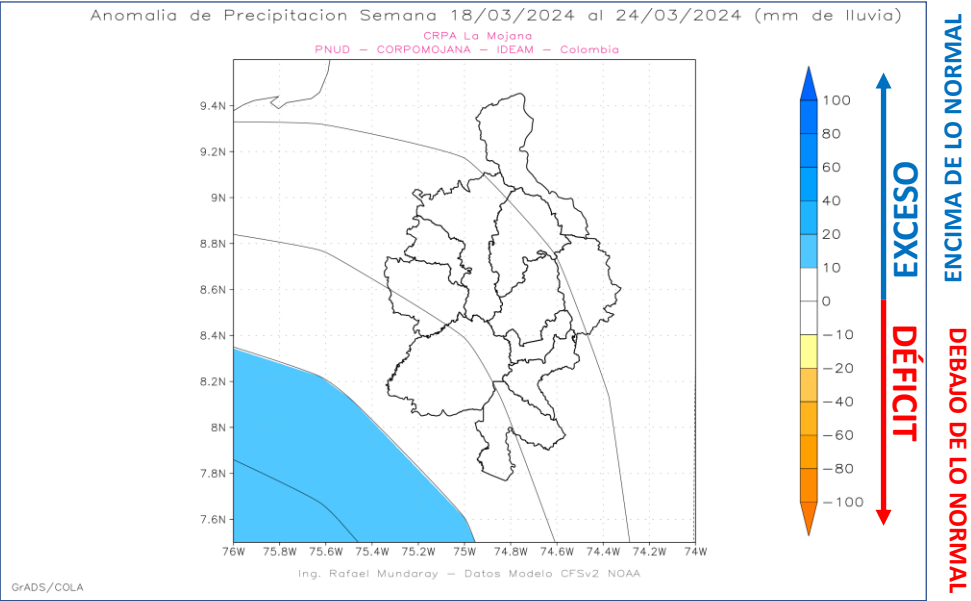 Anomalia de Precipitacion Semana 18/03/2024 al 24/03/2024 (mm de lluvia)
CRPA La Mojana
PNUD – CORPOMOJANA – IDEAM – Colombia
9.4N
9.2N
9N
8.8N
8.6N
8.4N
8.2N
8N
7.8N
7.6N
76W 75.8W 75.6W 75.4W 75.2W 75W 74.8W 74.6W 74.4W 74.2W 74W
100
80
60
40
20
10
0
–10
–20
–40
–60
–80
–100
EXCESO
DÉFICIT
ENCIMA DE LO NORMAL
DEBAJO DE LO NORMAL
Ing. Rafael Mundaray – Datos Modelo CFSv2 NOAA
GrADS/COLA